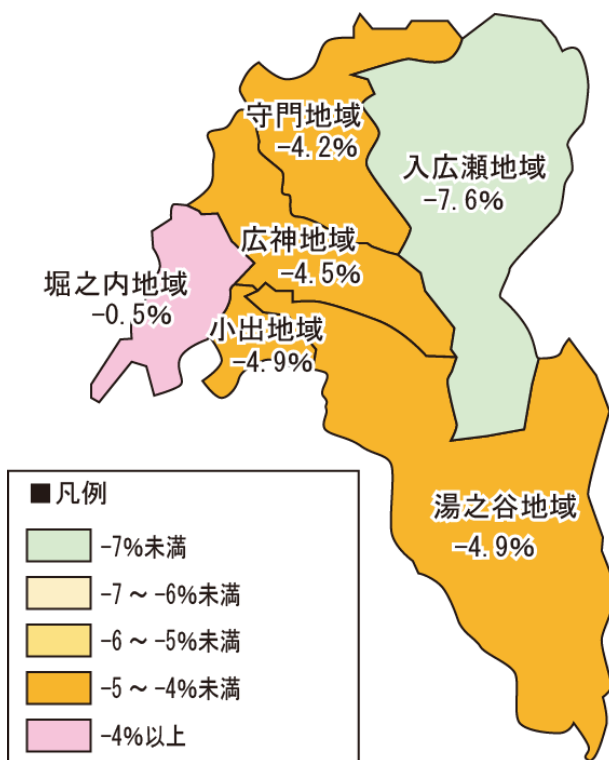 守門地域
-4.2%
入広瀬地域
-7.6%
広神地域
-4.5%
堀之内地域
-0.5%
小出地域
-4.9%
湯之谷地域
-4.9%
■凡例
-7%未満
-7 ～ -6%未満
-6 ～ -5%未満
-5 ～ -4%未満
-4%以上